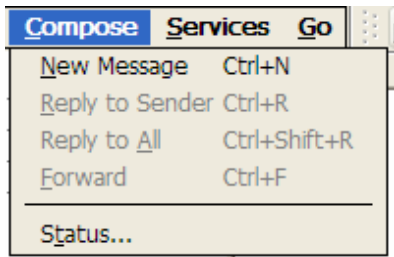 Compose Services Go
New Message Ctrl+N
Reply to Sender Ctrl+R
Reply to All Ctrl+Shift+R
Forward Ctrl+F
Status...